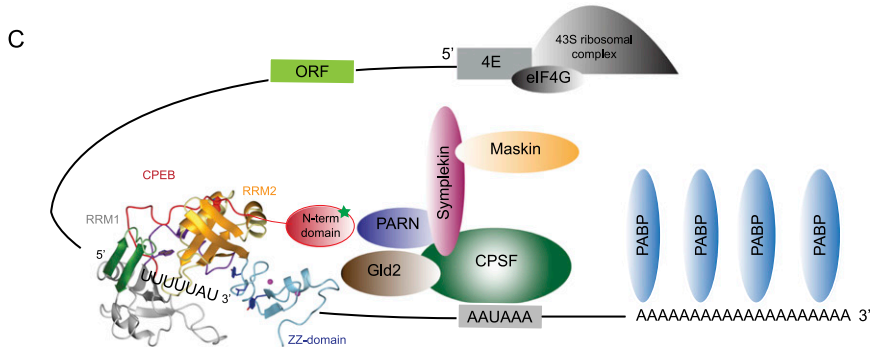 C
43S ribosomal
complex
5’
4E
eIF4G
ORF
Symplekin
Maskin
CPEB
RRM2
RRM1
N-term
domain
PARN
PABP
PABP
PABP
PABP
5’
Gld2
CPSF
UUUUUAU 3’
AAUAAA
AAAAAAAAAAAAAAAAAAAA 3’
ZZ-domain